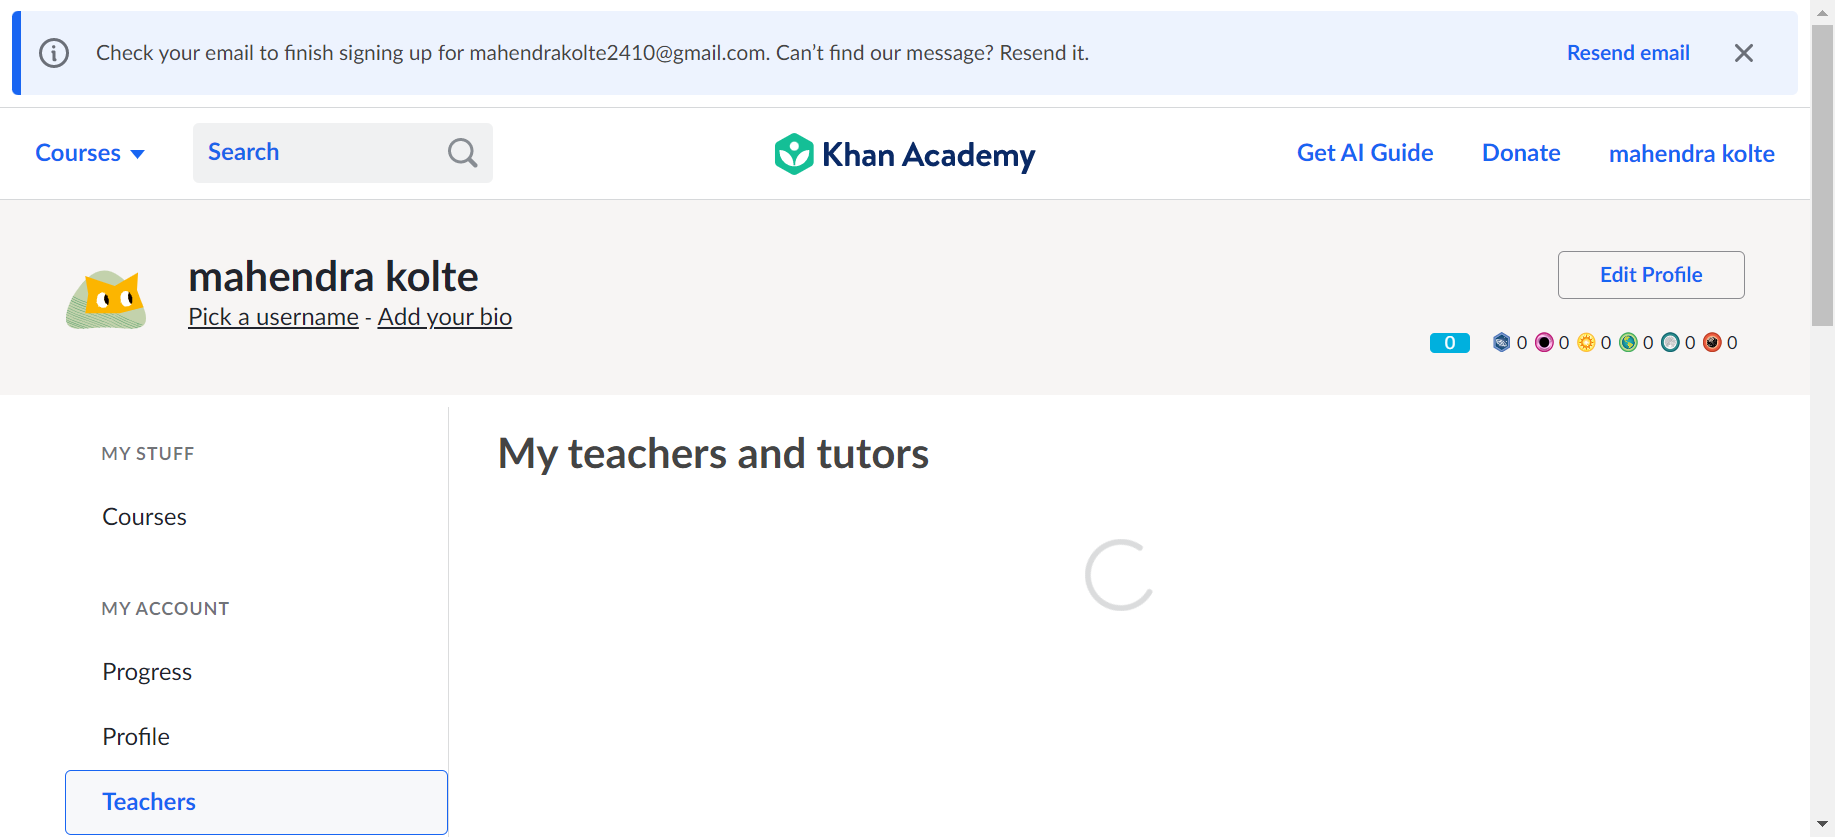 Check your email to finish signing up for mahendrakolte2410@gmail.com. Can’t find our message? Resend it.
Resend email
Courses
Search
Khan Academy
Get AI Guide
Donate
mahendra kolte
mahendra kolte
Pick a username - Add your bio
Edit Profile
0 0 0 0 0 0 0
MY STUFF
Courses
MY ACCOUNT
Progress
Profile
Teachers
My teachers and tutors